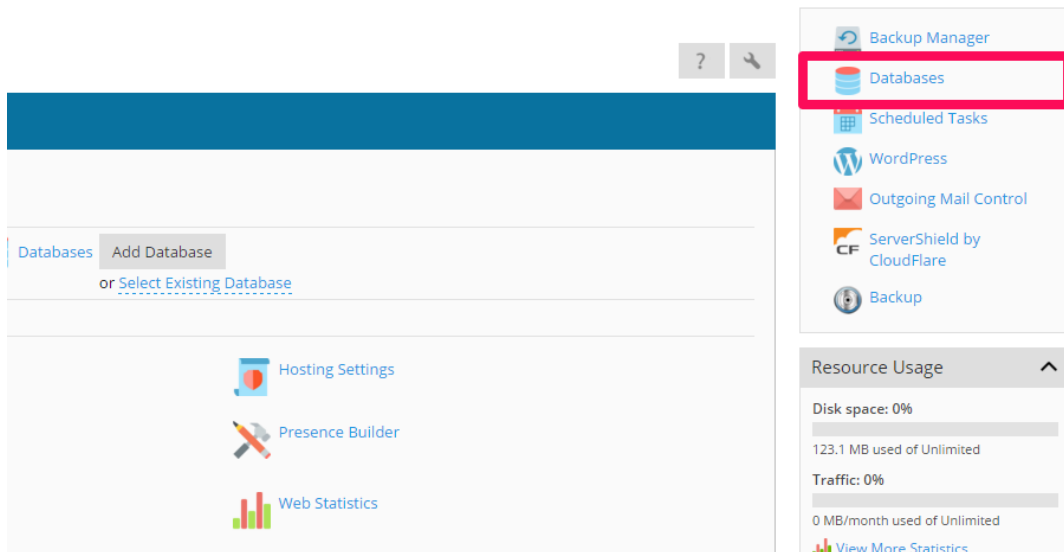 ?
Databases Add Database
or Select Existing Database
Hosting Settings
Presence Builder
Web Statistics
Backup Manager
Databases
Scheduled Tasks
WordPress
Outgoing Mail Control
CF
ServerShield by
CloudFlare
Backup
Resource Usage
Disk space: 0%
123.1 MB used of Unlimited
Traffic: 0%
0 MB/month used of Unlimited
View More Statistics